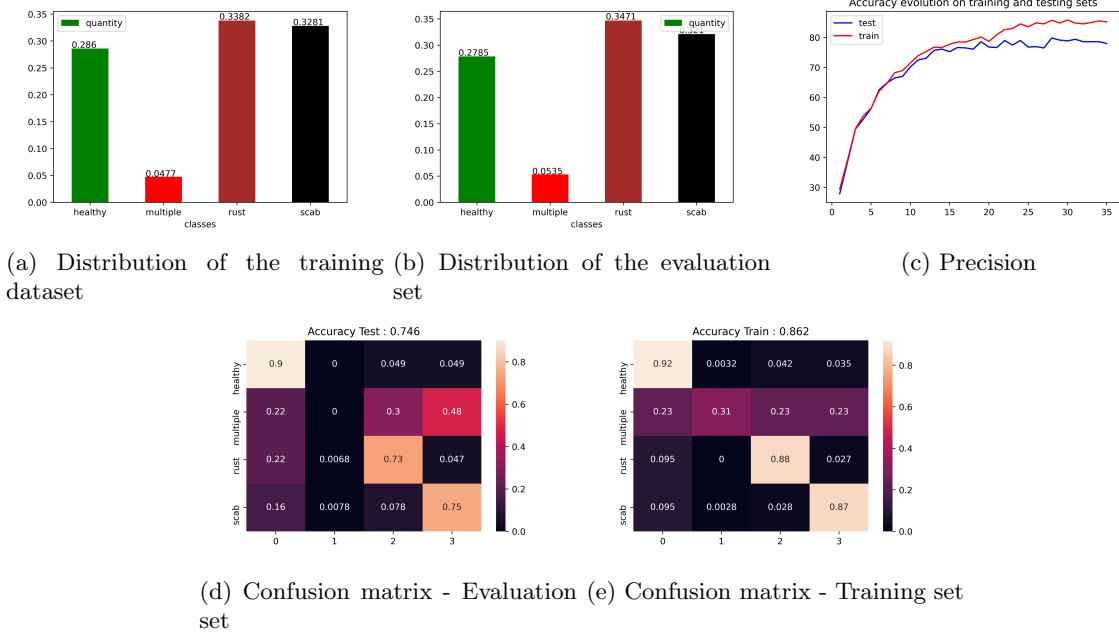 quantity
0.35
0.30
0.25
0.20
0.15
0.10
0.05
0.00
0.286
0.0477
0.3382
0.3281
healthy multiple rust scab
classes
(a) Distribution of the training
dataset
quantity
0.35
0.30
0.25
0.20
0.15
0.10
0.05
0.00
0.2785
0.0535
0.3471
0.321
healthy multiple rust scab
classes
(b) Distribution of the evaluation
set
Accuracy evolution on training and testing sets
test
train
80
70
60
50
40
30
0 5 10 15 20 25 30 35
(c) Precision
Accuracy Test : 0.746
healthy 0.9 0 0.049 0.049
multiple 0.22 0 0.3 0.48
rust 0.22 0.0068 0.73 0.047
scab 0.16 0.0078 0.078 0.75
0 1 2 3
0.8
0.6
0.4
0.2
0.0
(d) Confusion matrix - Evaluation
set
Accuracy Train : 0.862
healthy 0.92 0.0032 0.042 0.035
multiple 0.23 0.31 0.23 0.23
rust 0.095 0 0.88 0.027
scab 0.095 0.0028 0.028 0.87
0 1 2 3
0.8
0.6
0.4
0.2
0.0
(e) Confusion matrix - Training set